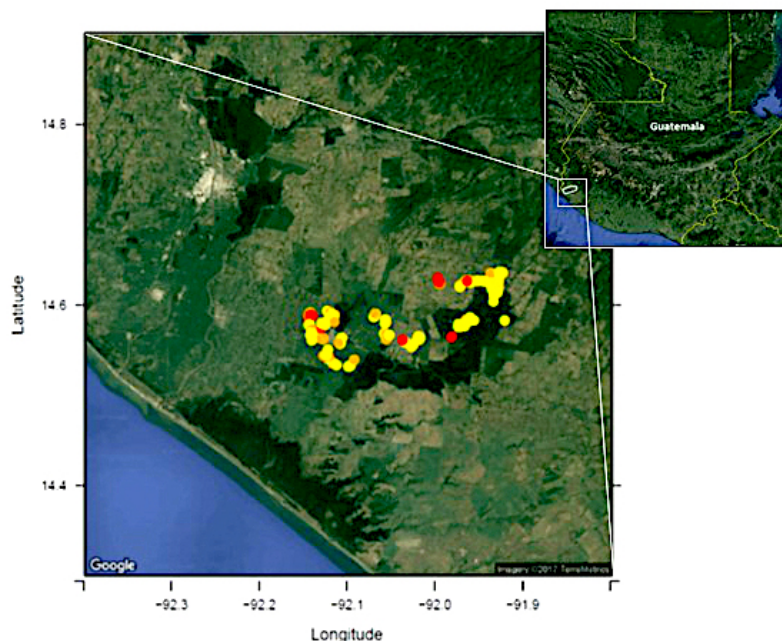 Guatemala
14.8
14.6
14.4
Latitude
Google
Imagery ©2017 TerraMetrics
−92.3
−92.2
−92.1
−92.0
−91.9
Longitude